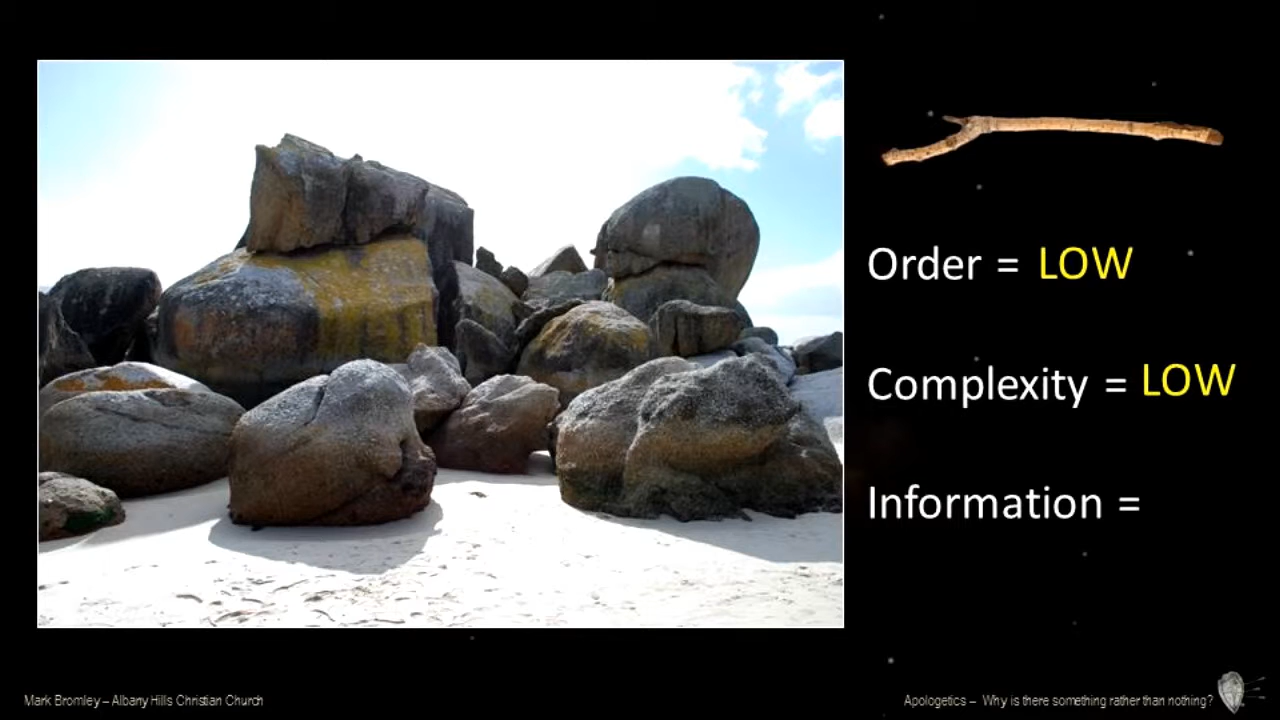 Order = LOW
Complexity = LOW
Information =
Mark Bromley – Albany Hills Christian Church
Apologetics – Why is there something rather than nothing?